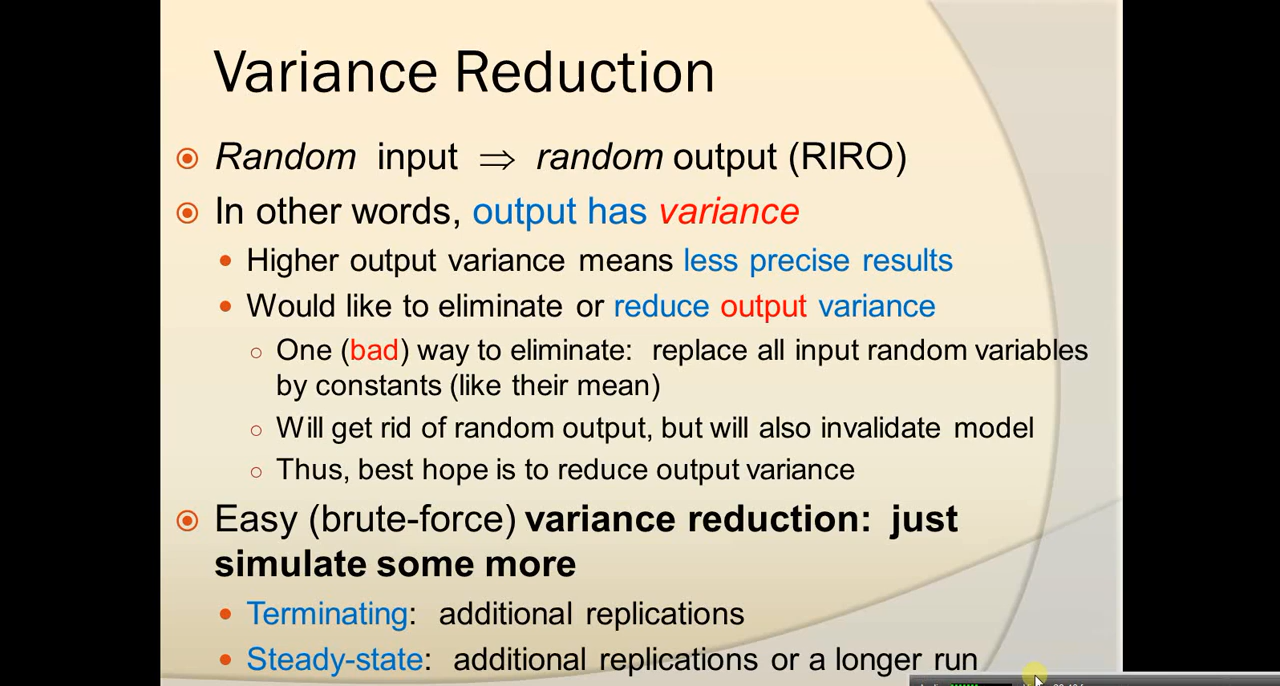 Variance Reduction
Random input ⇒ random output (RIRO)
In other words, output has variance
Higher output variance means less precise results
Would like to eliminate or reduce output variance
One (bad) way to eliminate: replace all input random variables
by constants (like their mean)
Will get rid of random output, but will also invalidate model
Thus, best hope is to reduce output variance
Easy (brute-force) variance reduction: just
simulate some more
Terminating: additional replications
Steady-state: additional replications or a longer run